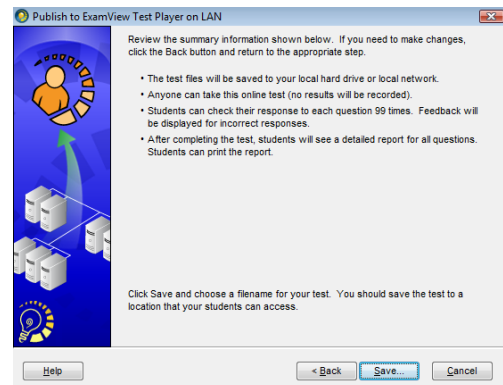 Publish to ExamView Test Player on LAN
Review the summary information shown below. If you need to make changes,
click the Back button and return to the appropriate step.
• The test files will be saved to your local hard drive or local network.
• Anyone can take this online test (no results will be recorded).
• Students can check their response to each question 99 times. Feedback will
be displayed for incorrect responses.
• After completing the test, students will see a detailed report for all questions.
Students can print the report.
Click Save and choose a filename for your test. You should save the test to a
location that your students can access.
Help
< Back
Save...
Cancel